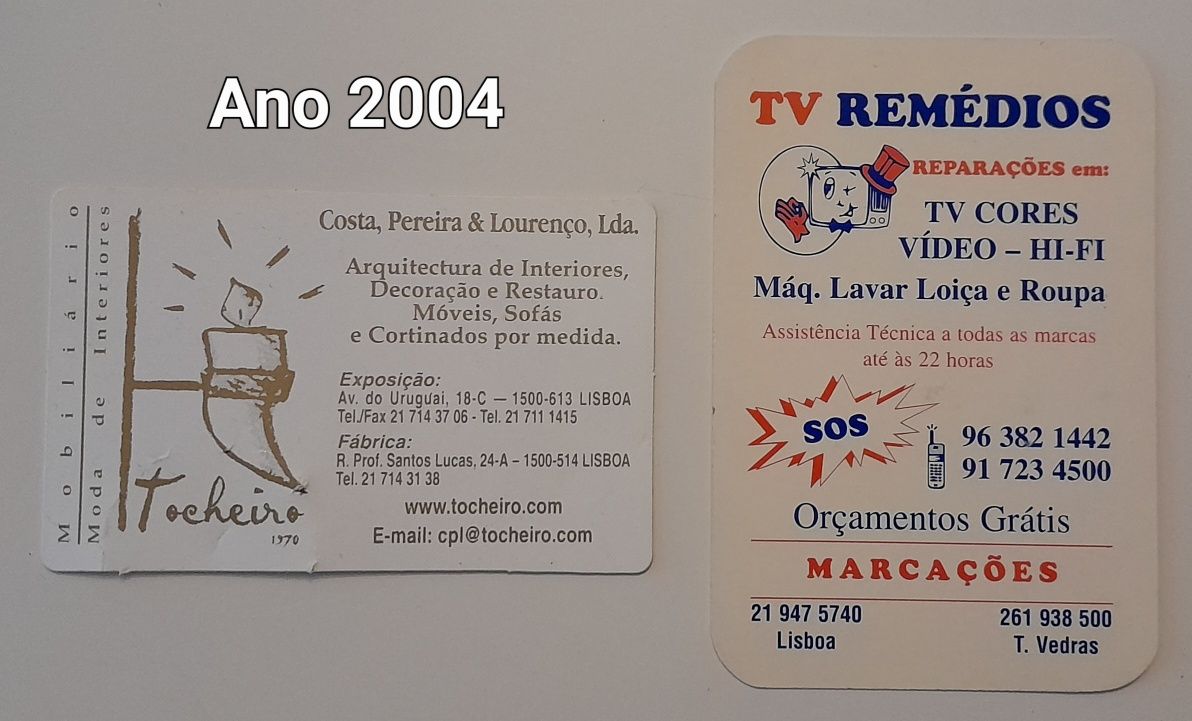 Ano 2004
Mobiliário
Moda de Interiores
Tocheiro
1970
Costa, Pereira & Lourenço, Lda.
Arquitectura de Interiores,
Decoração e Restauro.
Móveis, Sofás
e Cortinados por medida.
Exposição:
Av. do Uruguai, 18-C — 1500-613 LISBOA
Tel./Fax 21 714 37 06 - Tel. 21 711 1415
Fábrica:
R. Prof. Santos Lucas, 24-A – 1500-514 LISBOA
Tel. 21 714 31 38
www.tocheiro.com
E-mail: cpl@tocheiro.com
TV REMÉDIOS
REPARAÇÕES em:
TV CORES
VÍDEO – HI-FI
Máq. Lavar Loiça e Roupa
Assistência Técnica a todas as marcas
até às 22 horas
SOS
96 382 1442
91 723 4500
Orçamentos Grátis
MARCAÇÕES
21 947 5740
Lisboa
261 938 500
T. Vedras